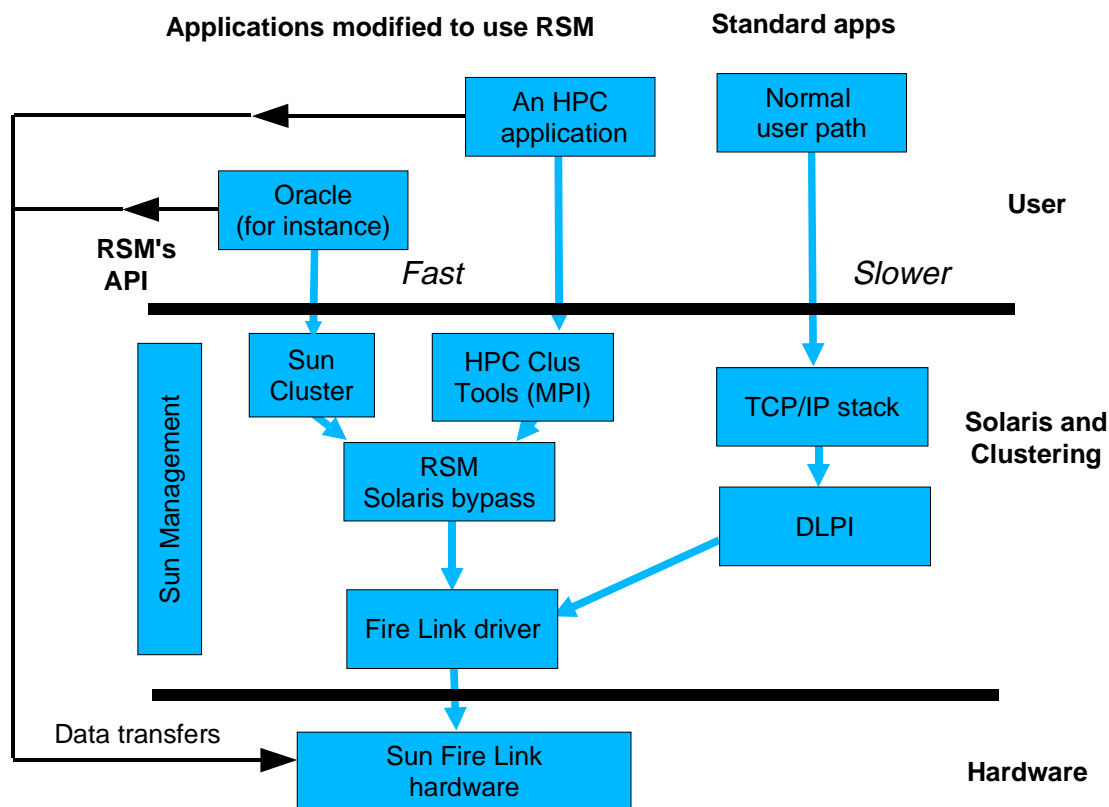 Applications modified to use RSM
Standard apps
An HPC
application
Normal
user path
Oracle
(for instance)
User
RSM's
API
Fast
Slower
Sun Management
Sun
Cluster
HPC Clus
Tools (MPI)
TCP/IP stack
Solaris and
Clustering
RSM
Solaris bypass
DLPI
Fire Link driver
Data transfers
Sun Fire Link
hardware
Hardware